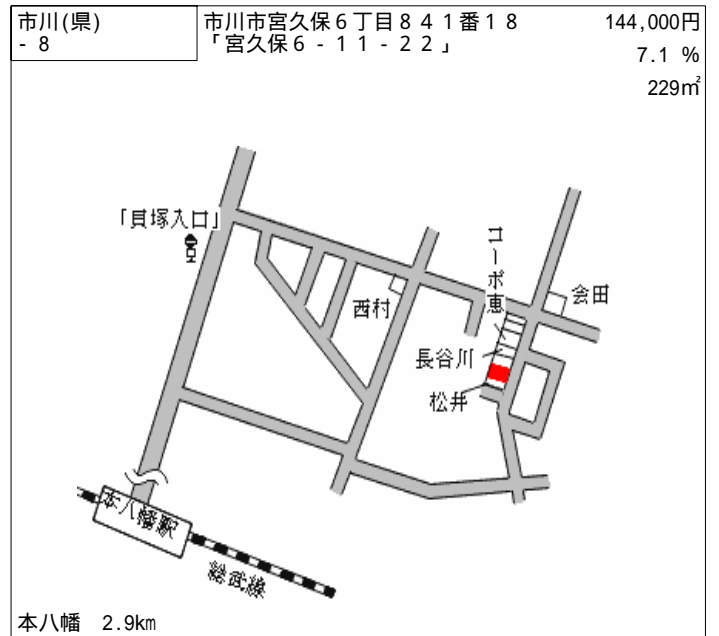 市川(県)
- 8
市川市宮久保６丁目８４１番１８
「宮久保６－１１－２２」
144,000円
7.1 %
229㎡
「貝塚入口」
西村
コーポ恵
会田
長谷川
松井
本八幡駅
総武線
本八幡　2.9km